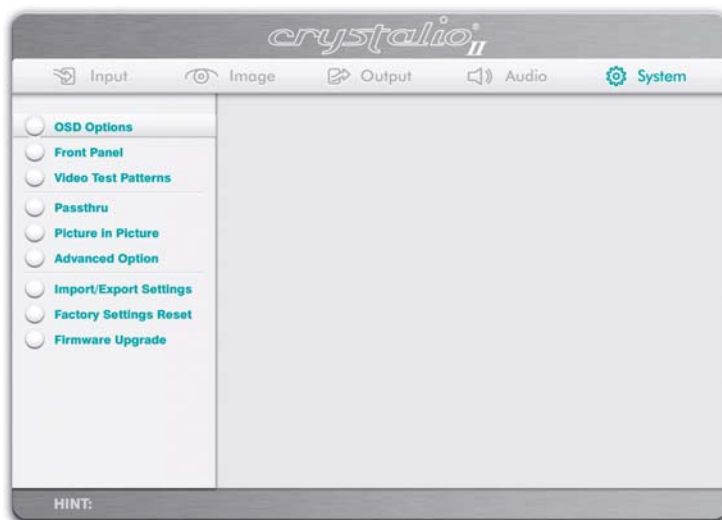 crystalio® II
Input Image Output Audio System
OSD Options
Front Panel
Video Test Patterns
Passthru
Picture in Picture
Advanced Option
Import/Export Settings
Factory Settings Reset
Firmware Upgrade
HINT: